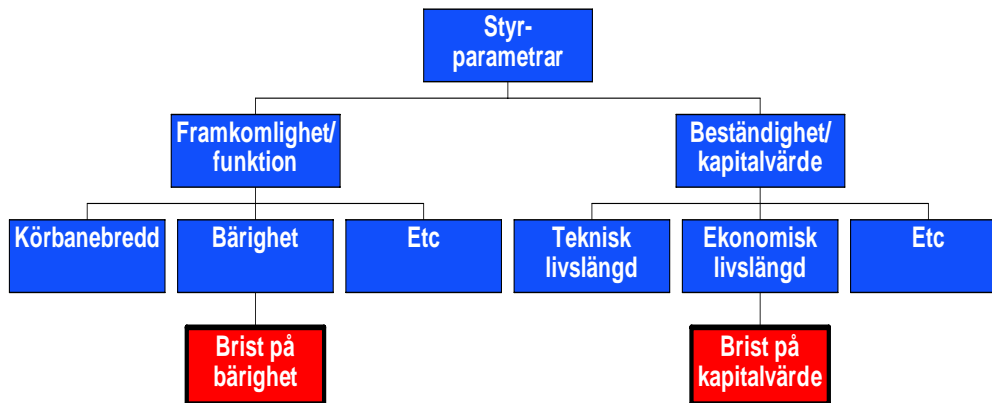 Styr-
parametrar
Framkomlighet/
funktion
Beständighet/
kapitalvärde
Körbanebredd
Bärighet
Etc
Teknisk
livslängd
Ekonomisk
livslängd
Etc
Brist på
bärighet
Brist på
kapitalvärde